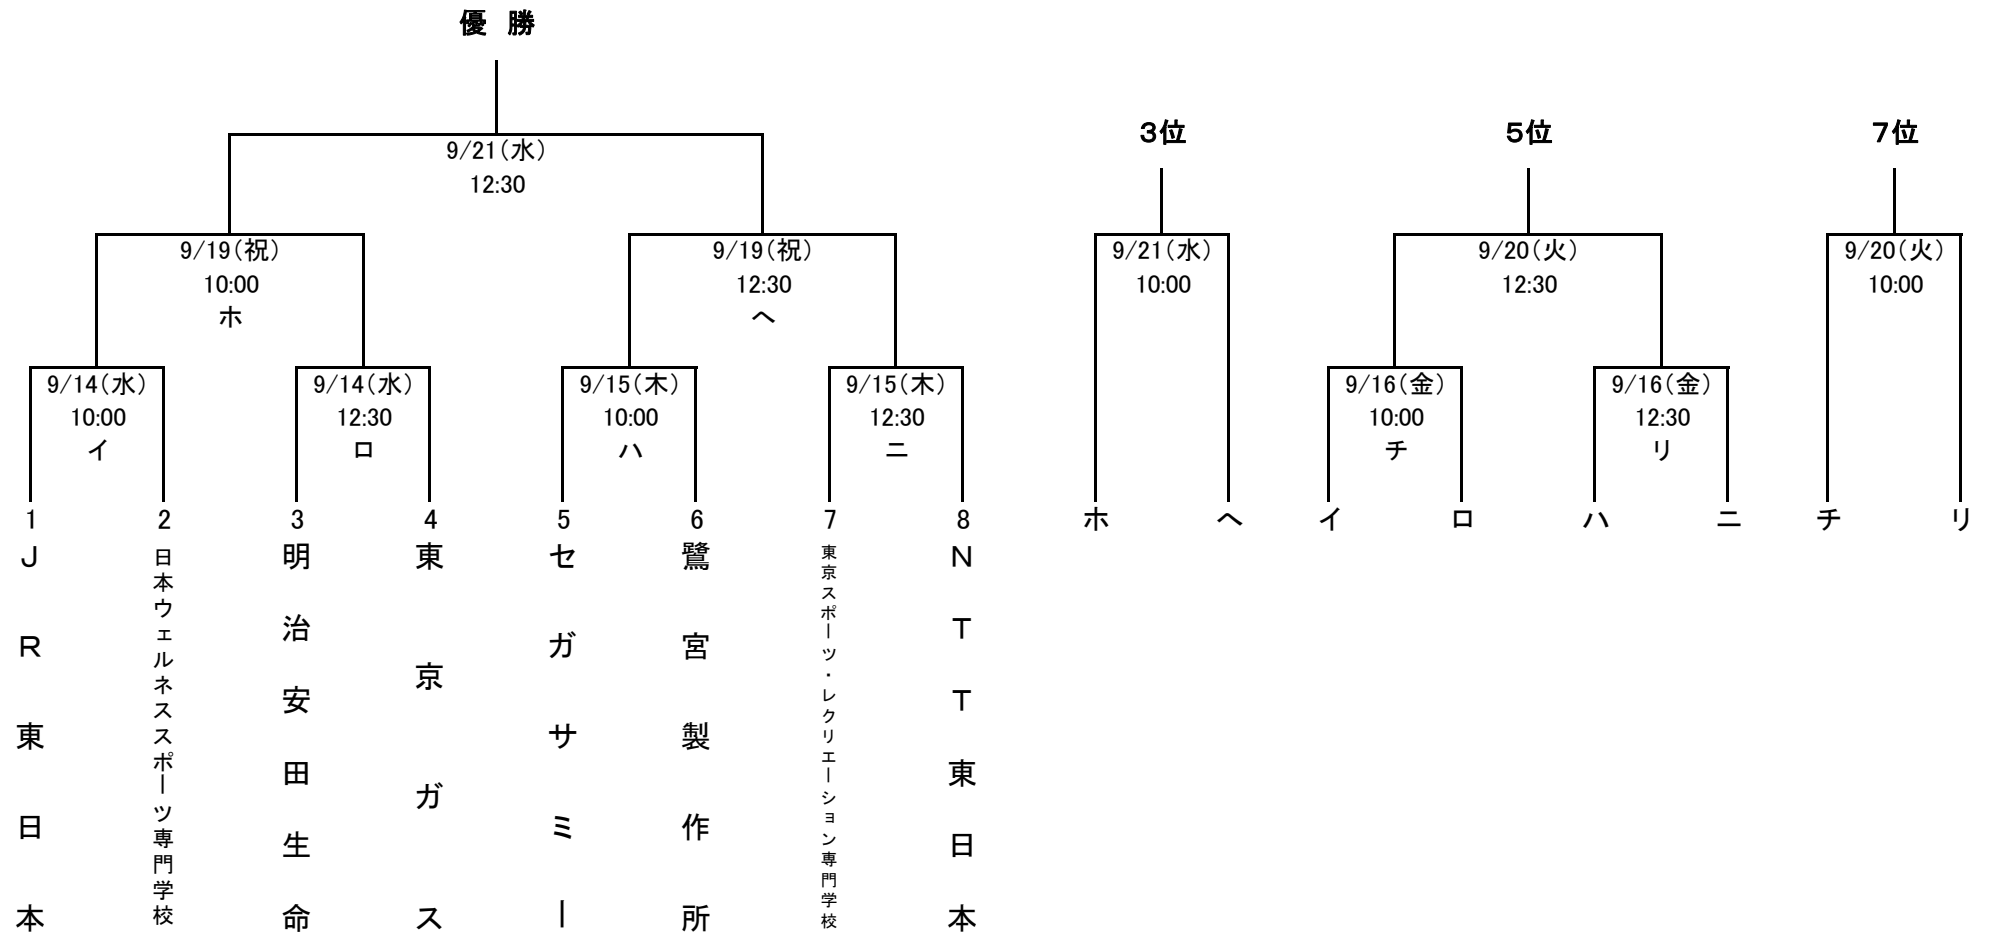 優 勝
9/21(水)
12:30
9/19(祝)
10:00
ホ
9/19(祝)
12:30
ヘ
9/14(水)
10:00
イ
9/14(水)
12:30
ロ
9/15(木)
10:00
ハ
9/15(木)
12:30
ニ
1
JR東日本
2
日本ウェルネススポーツ専門学校
3
明治安田生命
4
東京ガス
5
セガサミー
6
鷺宮製作所
7
東京スポーツ・レクリエーション専門学校
8
NTT東日本
3位
9/21(水)
10:00
ホ ヘ
5位
9/20(火)
12:30
9/16(金)
10:00
チ
9/16(金)
12:30
リ
イ ロ ハ ニ
7位
9/20(火)
10:00
チ リ